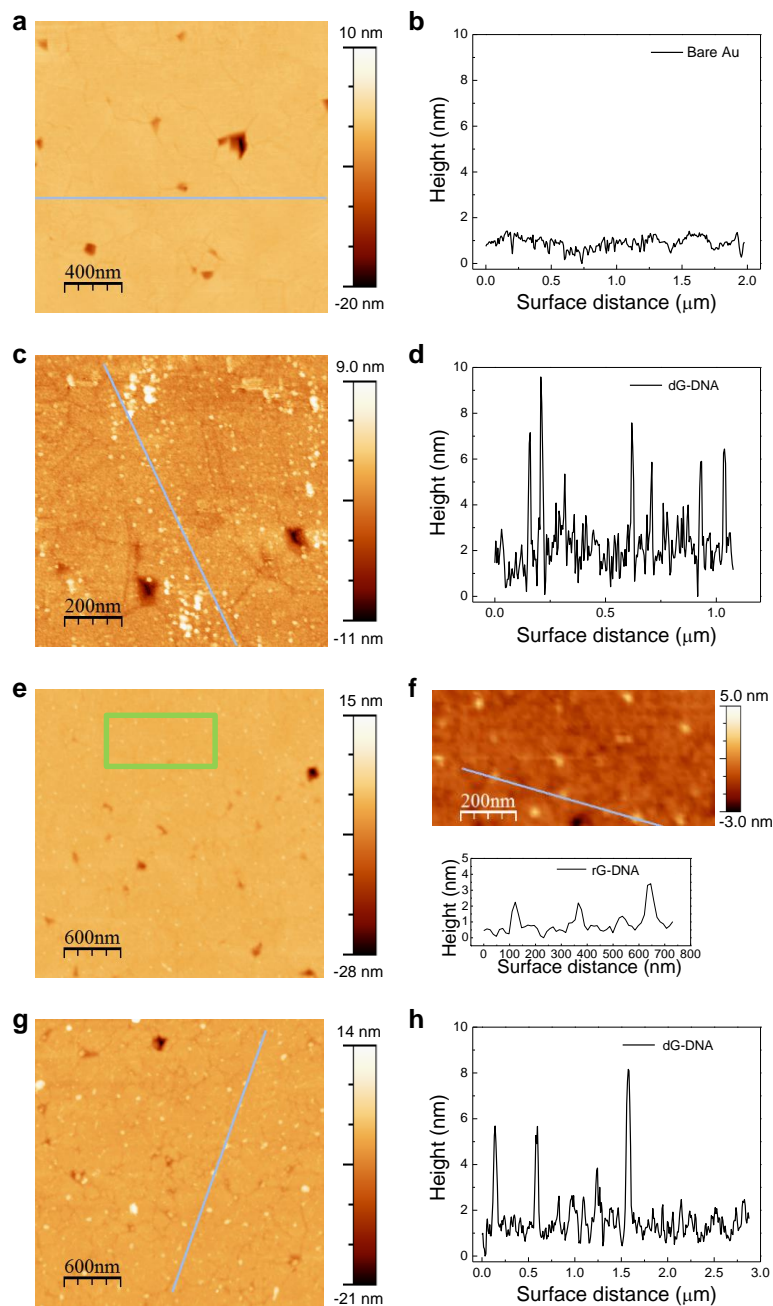 a
10 nm
400nm
-20 nm
b
10
8
6
4
2
0
Height (nm)
Bare Au
0.0 0.5 1.0 1.5 2.0
Surface distance (μm)
c
9.0 nm
200nm
-11 nm
d
10
8
6
4
2
0
Height (nm)
dG-DNA
0.0 0.5 1.0
Surface distance (μm)
e
15 nm
600nm
-28 nm
f
5.0 nm
200nm
-3.0 nm
5
4
3
2
1
0
Height (nm)
rG-DNA
0 100 200 300 400 500 600 700 800
Surface distance (nm)
g
14 nm
600nm
-21 nm
h
10
8
6
4
2
0
Height (nm)
dG-DNA
0.0 0.5 1.0 1.5 2.0 2.5 3.0
Surface distance (μm)